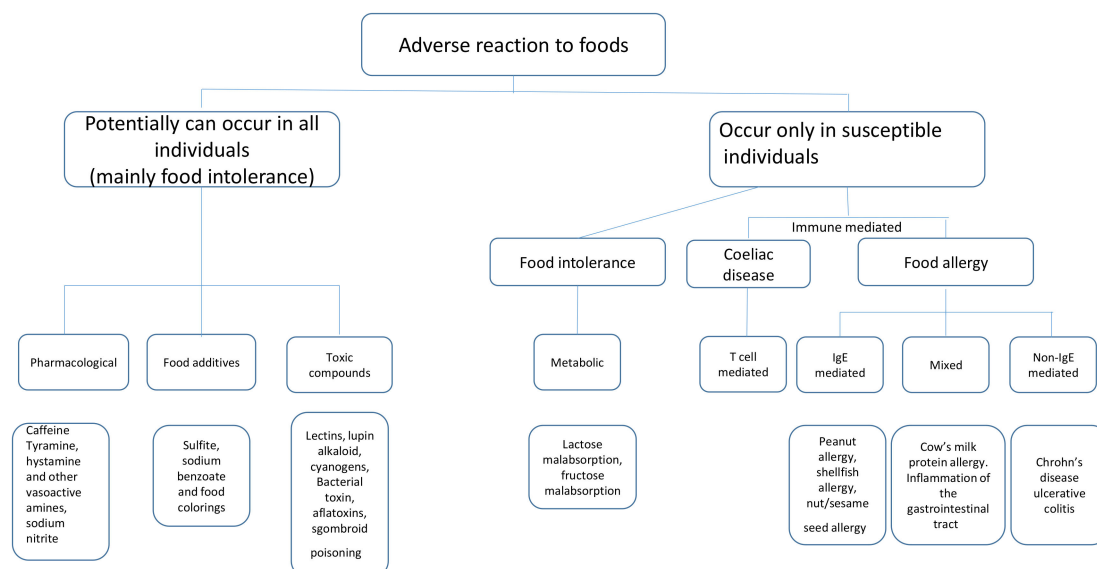 Adverse reaction to foods
Potentially can occur in all
individuals
(mainly food intolerance)
Occur only in susceptible
individuals
Immune mediated
Food intolerance
Coeliac
disease
Food allergy
Pharmacological
Food additives
Toxic
compounds
Metabolic
T cell
mediated
IgE
mediated
Mixed
Non-IgE
mediated
Caffeine
Tyramine,
hystamine
and other
vasoactive
amines,
sodium
nitrite
Sulfite,
sodium
benzoate
and food
colorings
Lectins, lupin
alkaloid,
cyanogens,
Bacterial
toxin,
aflatoxins,
sgombroid
poisoning
Lactose
malabsorption,
fructose
malabsorption
Peanut
allergy,
shellfish
allergy,
nut/sesame
seed allergy
Cow's milk
protein allergy.
Inflammation of
the
gastrointestinal
tract
Chrohn's
disease
ulcerative
colitis